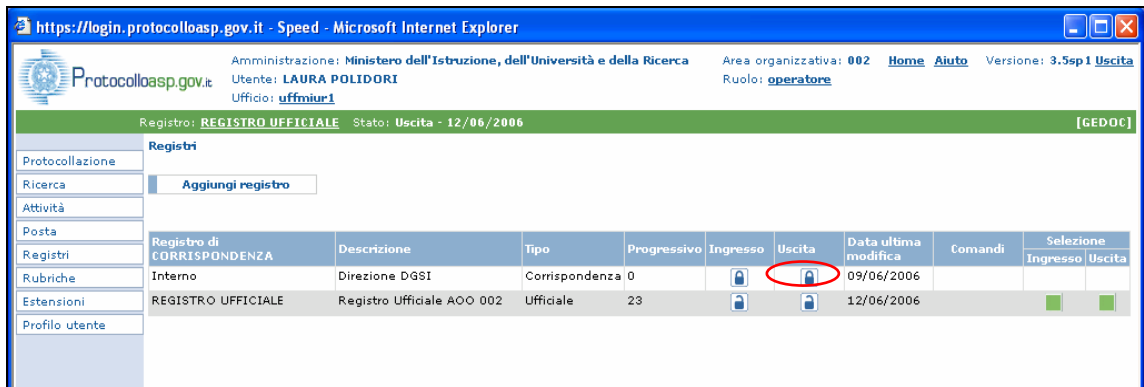 https://login.protocolloasp.gov.it - Speed - Microsoft Internet Explorer
Protocolloasp.gov.it
Amministrazione: Ministero dell'Istruzione, dell'Università e della Ricerca
Area organizzativa: 002 Home Aiuto Versione: 3.5sp1 Uscita
Utente: LAURA POLIDORI
Ruolo: operatore
Ufficio: uffmiur1
Registro: REGISTRO UFFICIALE Stato: Uscita - 12/06/2006 [GEDOC]
Protocollazione
Ricerca
Attività
Posta
Registri
Rubriche
Estensioni
Profilo utente
Registri
Aggiungi registro
Registro di CORRISPONDENZA Descrizione Tipo Progressivo Ingresso Uscita Data ultima modifica Comandi Selezione
Ingresso Uscita
Interno Direzione DGSI Corrispondenza 0 09/06/2006
REGISTRO UFFICIALE Registro Ufficiale AOO 002 Ufficiale 23 12/06/2006